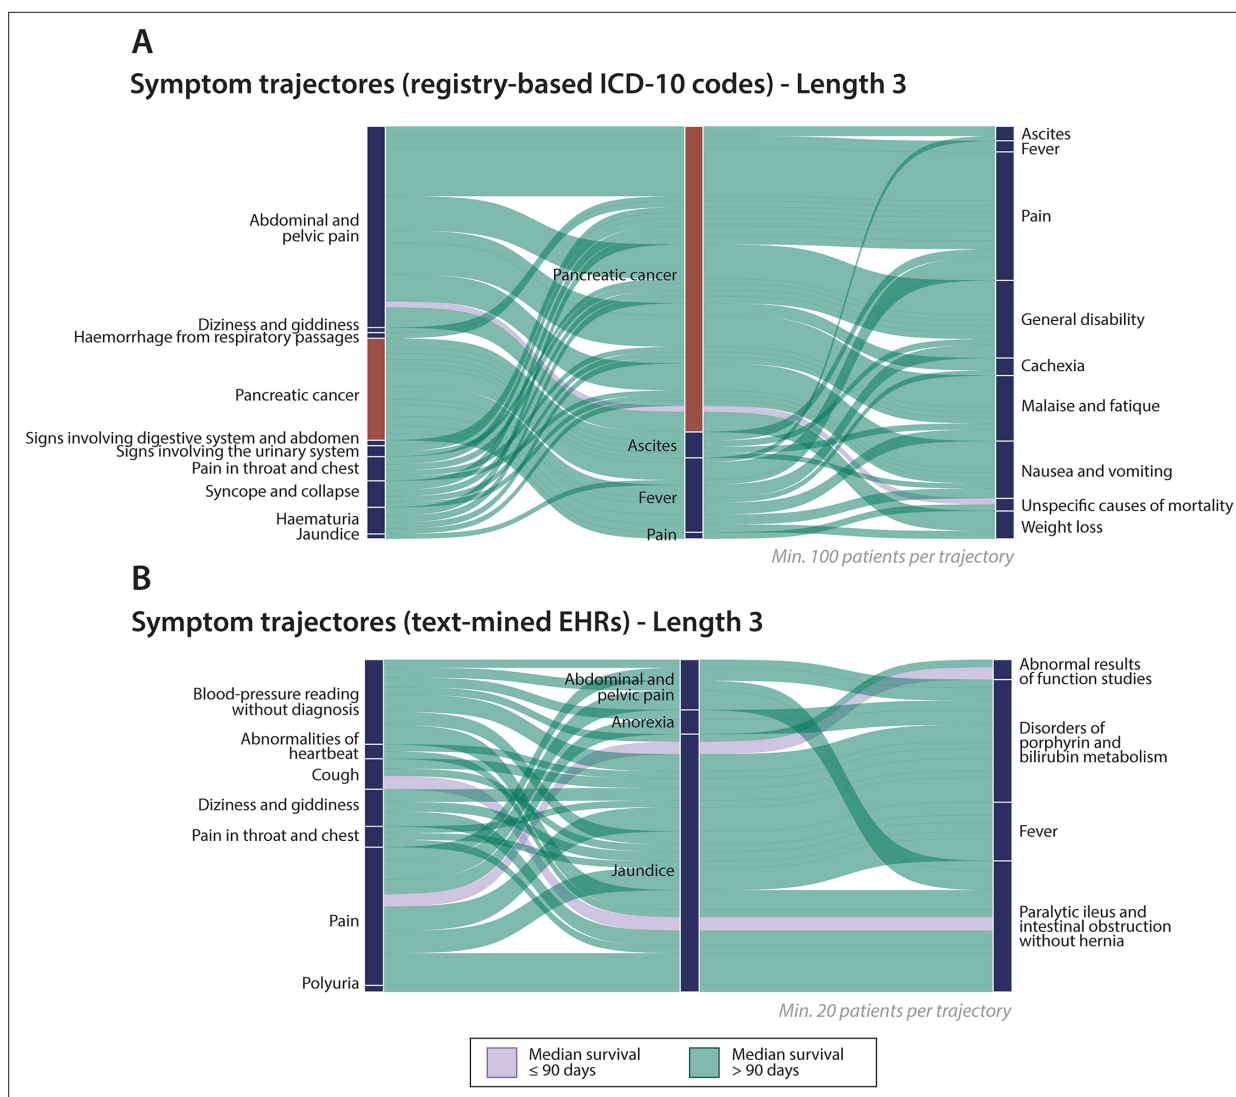 A
Symptom trajectores (registry-based ICD-10 codes) - Length 3
Abdominal and
pelvic pain
Diziness and giddiness
Haemorrhage from respiratory passages
Pancreatic cancer
Signs involving digestive system and abdomen
Signs involving the urinary system
Pain in throat and chest
Syncope and collapse
Haematuria
Jaundice
Pancreatic cancer
Ascites
Fever
Pain
Ascites
Fever
Pain
General disability
Cachexia
Malaise and fatique
Nausea and vomiting
Unspecific causes of mortality
Weight loss
Min. 100 patients per trajectory
B
Symptom trajectores (text-mined EHRs) - Length 3
Blood-pressure reading
without diagnosis
Abnormalities of
heartbeat
Cough
Diziness and giddiness
Pain in throat and chest
Pain
Polyuria
Abdominal and
pelvic pain
Anorexia
Jaundice
Abnormal results
of function studies
Disorders of
porphyrin and
bilirubin metabolism
Fever
Paralytic ileus and
intestinal obstruction
without hernia
Min. 20 patients per trajectory
Median survival
≤ 90 days
Median survival
> 90 days